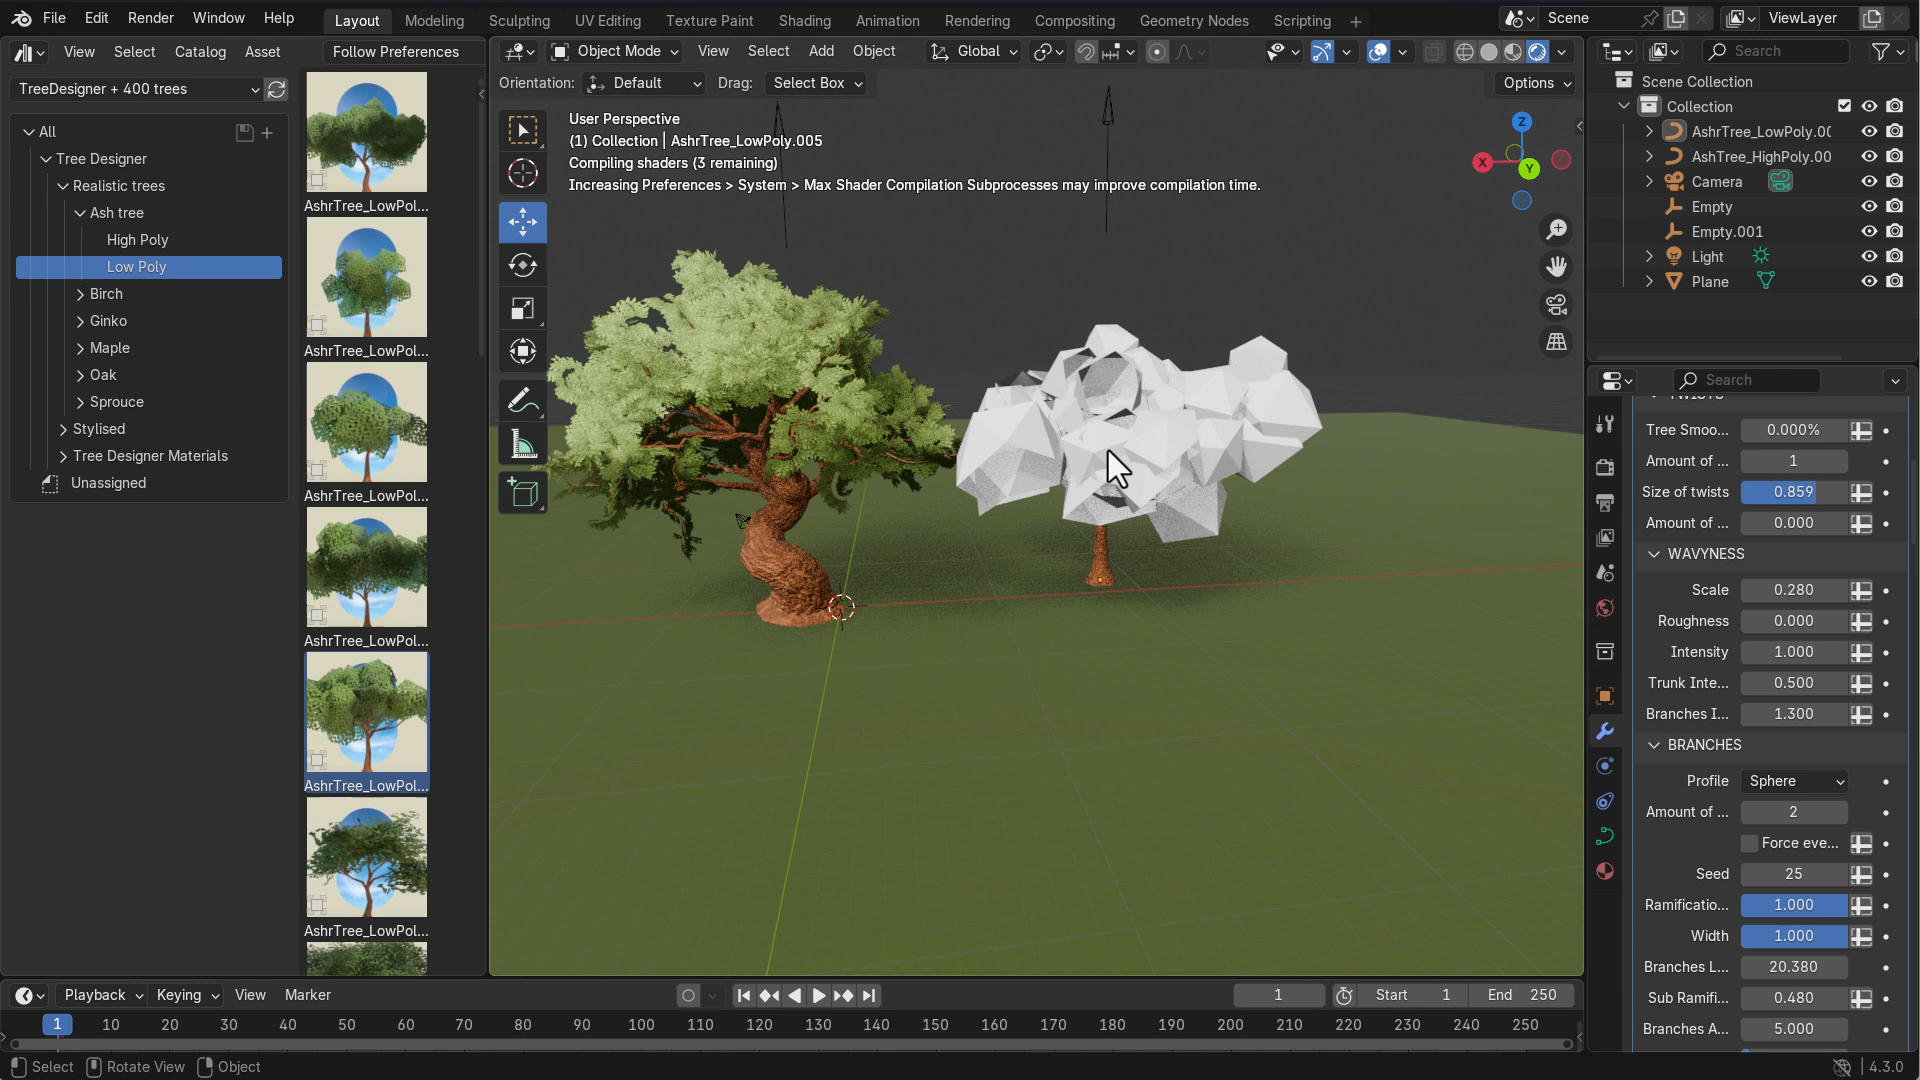 File Edit Render Window Help
Layout Modeling Sculpting UV Editing Texture Paint Shading Animation Rendering Compositing Geometry Nodes Scripting
Scene
ViewLayer
View Select Catalog Asset
Follow Preferences
Object Mode View Select Add Object
Global
Search
TreeDesigner + 400 trees
Orientation: Default Drag: Select Box
Options
All
Tree Designer
Realistic trees
Ash tree
High Poly
Low Poly
Birch
Ginko
Maple
Oak
Sprouce
Stylised
Tree Designer Materials
Unassigned
AshrTree_LowPol...
AshrTree_LowPol...
AshrTree_LowPol...
AshrTree_LowPol...
AshrTree_LowPol...
AshrTree_LowPol...
User Perspective
(1) Collection | AshrTree_LowPoly.005
Compiling shaders (3 remaining)
Increasing Preferences > System > Max Shader Compilation Subprocesses may improve compilation time.
Z
X
Y
Scene Collection
Collection
AshrTree_LowPoly.00
AshTree_HighPoly.00
Camera
Empty
Empty.001
Light
Plane
Search
Tree Smoo... 0.000%
Amount of ... 1
Size of twists 0.859
Amount of ... 0.000
WAVYNESS
Scale 0.280
Roughness 0.000
Intensity 1.000
Trunk Inte... 0.500
Branches I... 1.300
BRANCHES
Profile Sphere
Amount of ... 2
Force eve...
Seed 25
Ramificatio... 1.000
Width 1.000
Branches L... 20.380
Sub Ramifi... 0.480
Branches A... 5.000
Playback Keying View Marker
1 Start 1 End 250
1 10 20 30 40 50 60 70 80 90 100 110 120 130 140 150 160 170 180 190 200 210 220 230 240 250
Select Rotate View Object
4.3.0